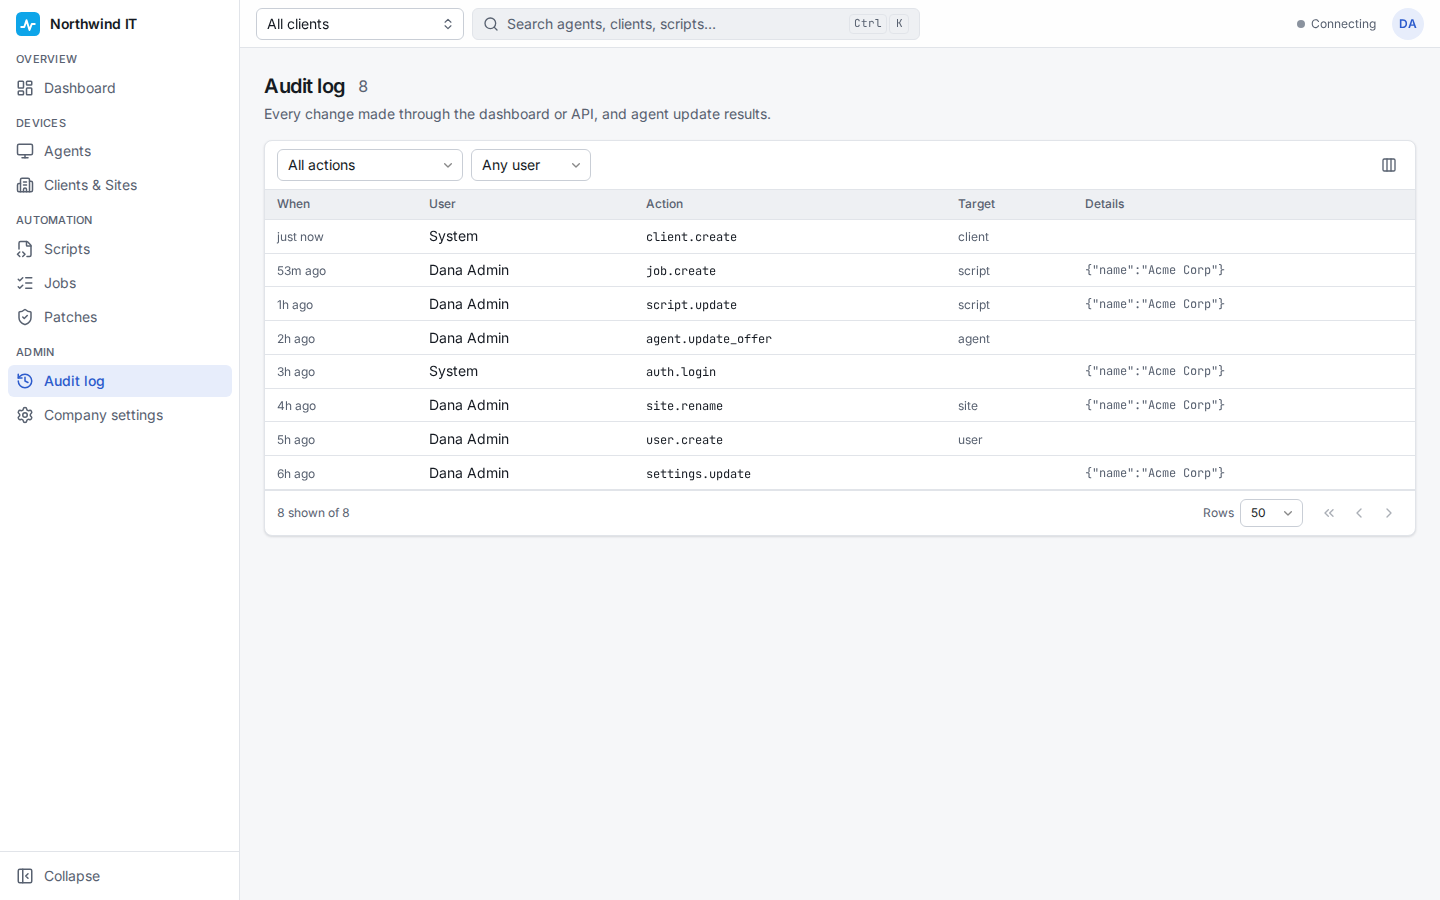 Northwind IT
All clients
Search agents, clients, scripts...
Ctrl K
Connecting
DA
OVERVIEW
Dashboard
DEVICES
Agents
Clients & Sites
AUTOMATION
Scripts
Jobs
Patches
ADMIN
Audit log
Company settings
Collapse
Audit log 8
Every change made through the dashboard or API, and agent update results.
All actions
Any user
When User Action Target Details
just now System client.create client
53m ago Dana Admin job.create script {"name":"Acme Corp"}
1h ago Dana Admin script.update script {"name":"Acme Corp"}
2h ago Dana Admin agent.update_offer agent
3h ago System auth.login {"name":"Acme Corp"}
4h ago Dana Admin site.rename site {"name":"Acme Corp"}
5h ago Dana Admin user.create user
6h ago Dana Admin settings.update {"name":"Acme Corp"}
8 shown of 8
Rows 50